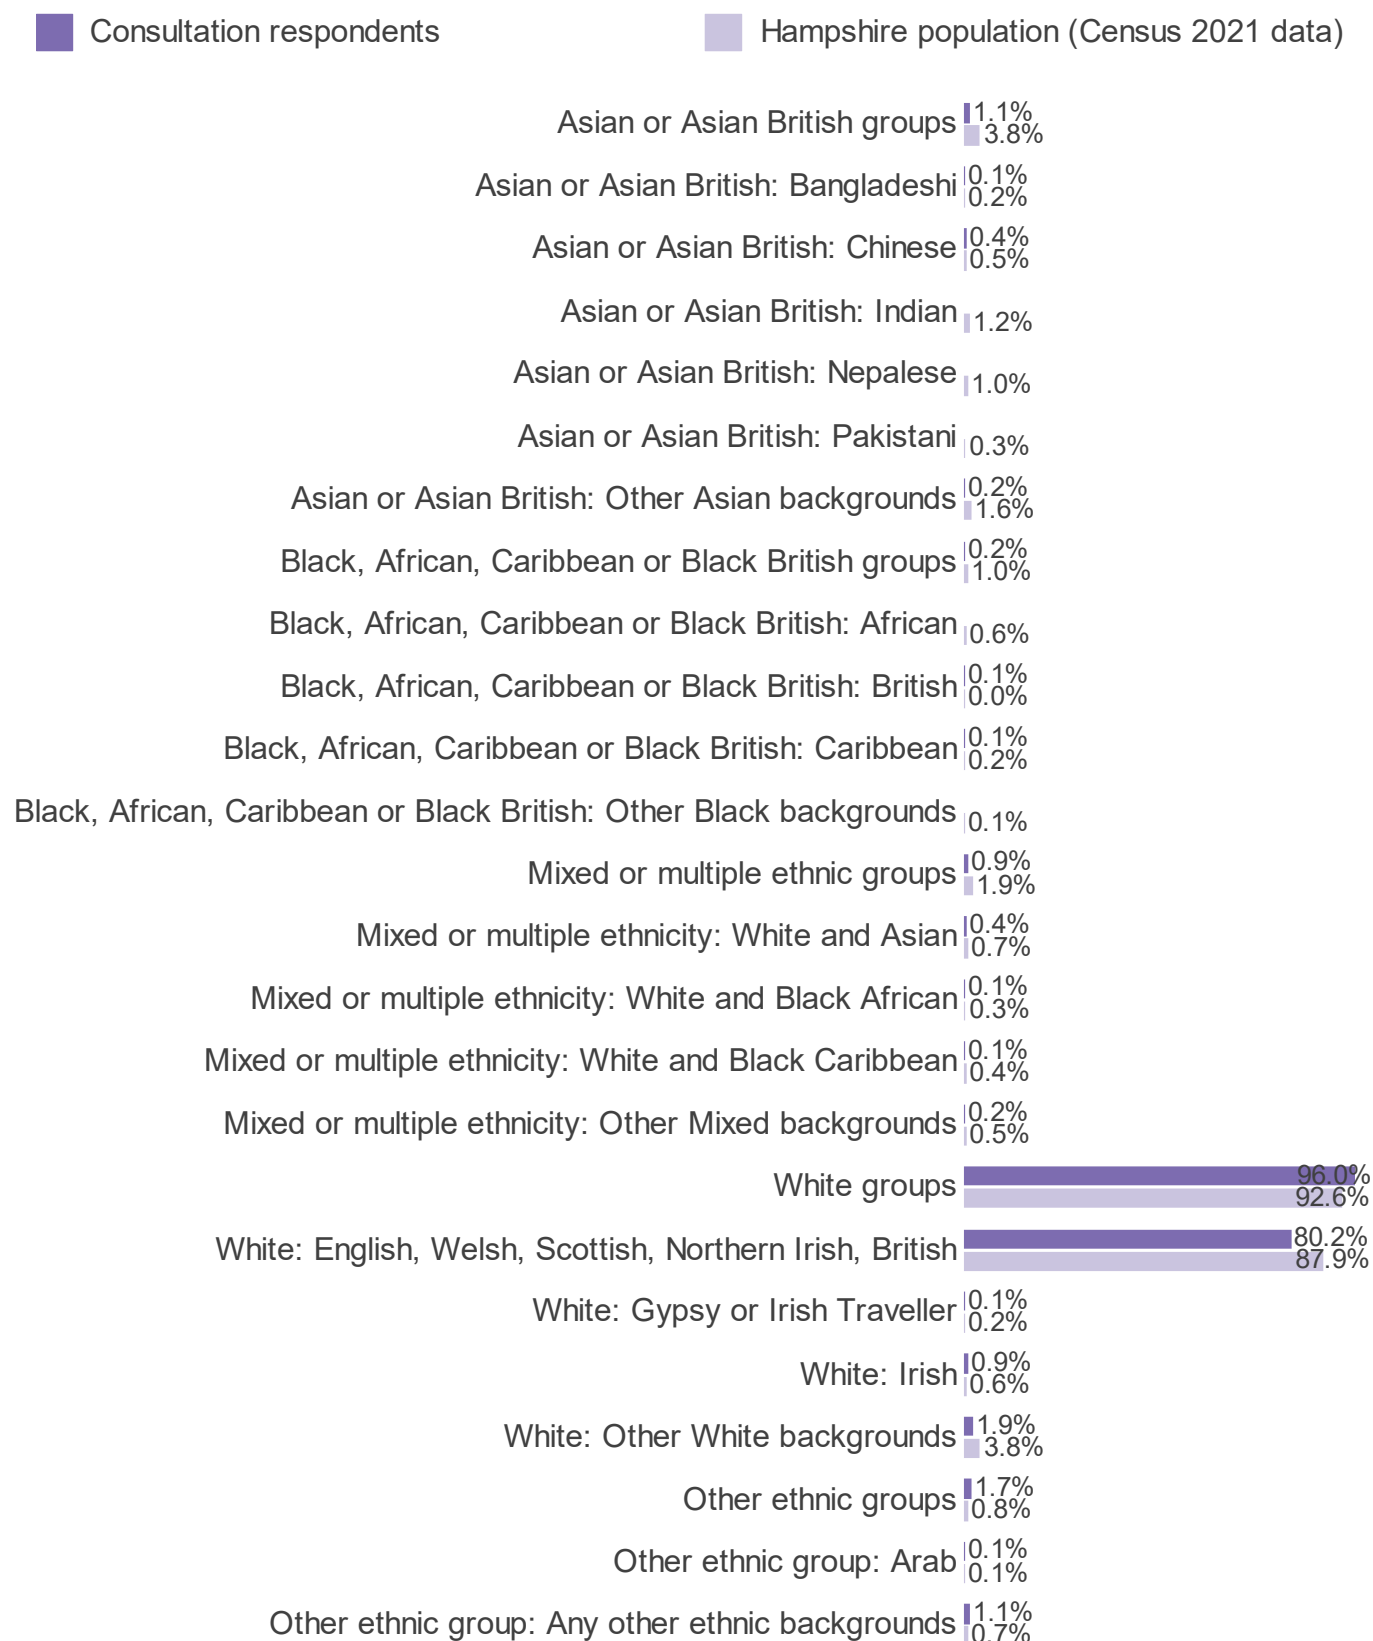 Consultation respondents
Hampshire population (Census 2021 data)
Asian or Asian British groups
1.1%
3.8%
Asian or Asian British: Bangladeshi
0.1%
0.2%
Asian or Asian British: Chinese
0.4%
0.5%
Asian or Asian British: Indian
1.2%
Asian or Asian British: Nepalese
1.0%
Asian or Asian British: Pakistani
0.3%
Asian or Asian British: Other Asian backgrounds
0.2%
1.6%
Black, African, Caribbean or Black British groups
0.2%
1.0%
Black, African, Caribbean or Black British: African
0.6%
Black, African, Caribbean or Black British: British
0.1%
0.0%
Black, African, Caribbean or Black British: Caribbean
0.1%
0.2%
Black, African, Caribbean or Black British: Other Black backgrounds
0.1%
Mixed or multiple ethnic groups
0.9%
1.9%
Mixed or multiple ethnicity: White and Asian
0.4%
0.7%
Mixed or multiple ethnicity: White and Black African
0.1%
0.3%
Mixed or multiple ethnicity: White and Black Caribbean
0.1%
0.4%
Mixed or multiple ethnicity: Other Mixed backgrounds
0.2%
0.5%
White groups
96.0%
92.6%
White: English, Welsh, Scottish, Northern Irish, British
80.2%
87.9%
White: Gypsy or Irish Traveller
0.1%
0.2%
White: Irish
0.9%
0.6%
White: Other White backgrounds
1.9%
3.8%
Other ethnic groups
1.7%
0.8%
Other ethnic group: Arab
0.1%
0.1%
Other ethnic group: Any other ethnic backgrounds
1.1%
0.7%